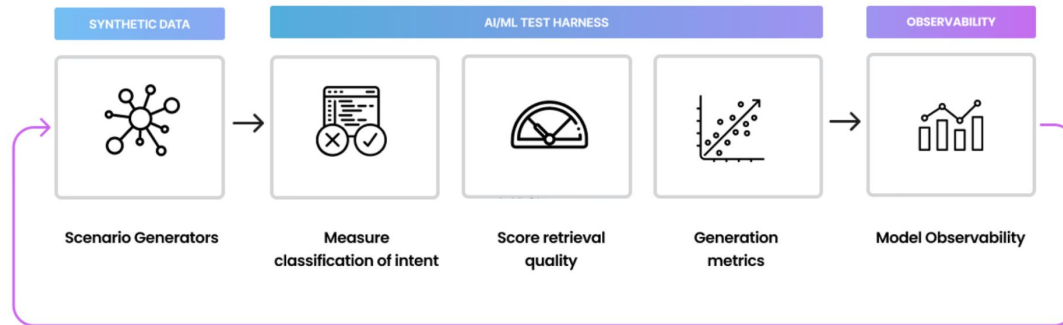 SYNTHETIC DATA
AI/ML TEST HARNESS
OBSERVABILITY
Scenario Generators
Measure
classification of intent
Score retrieval
quality
Generation
metrics
Model Observability